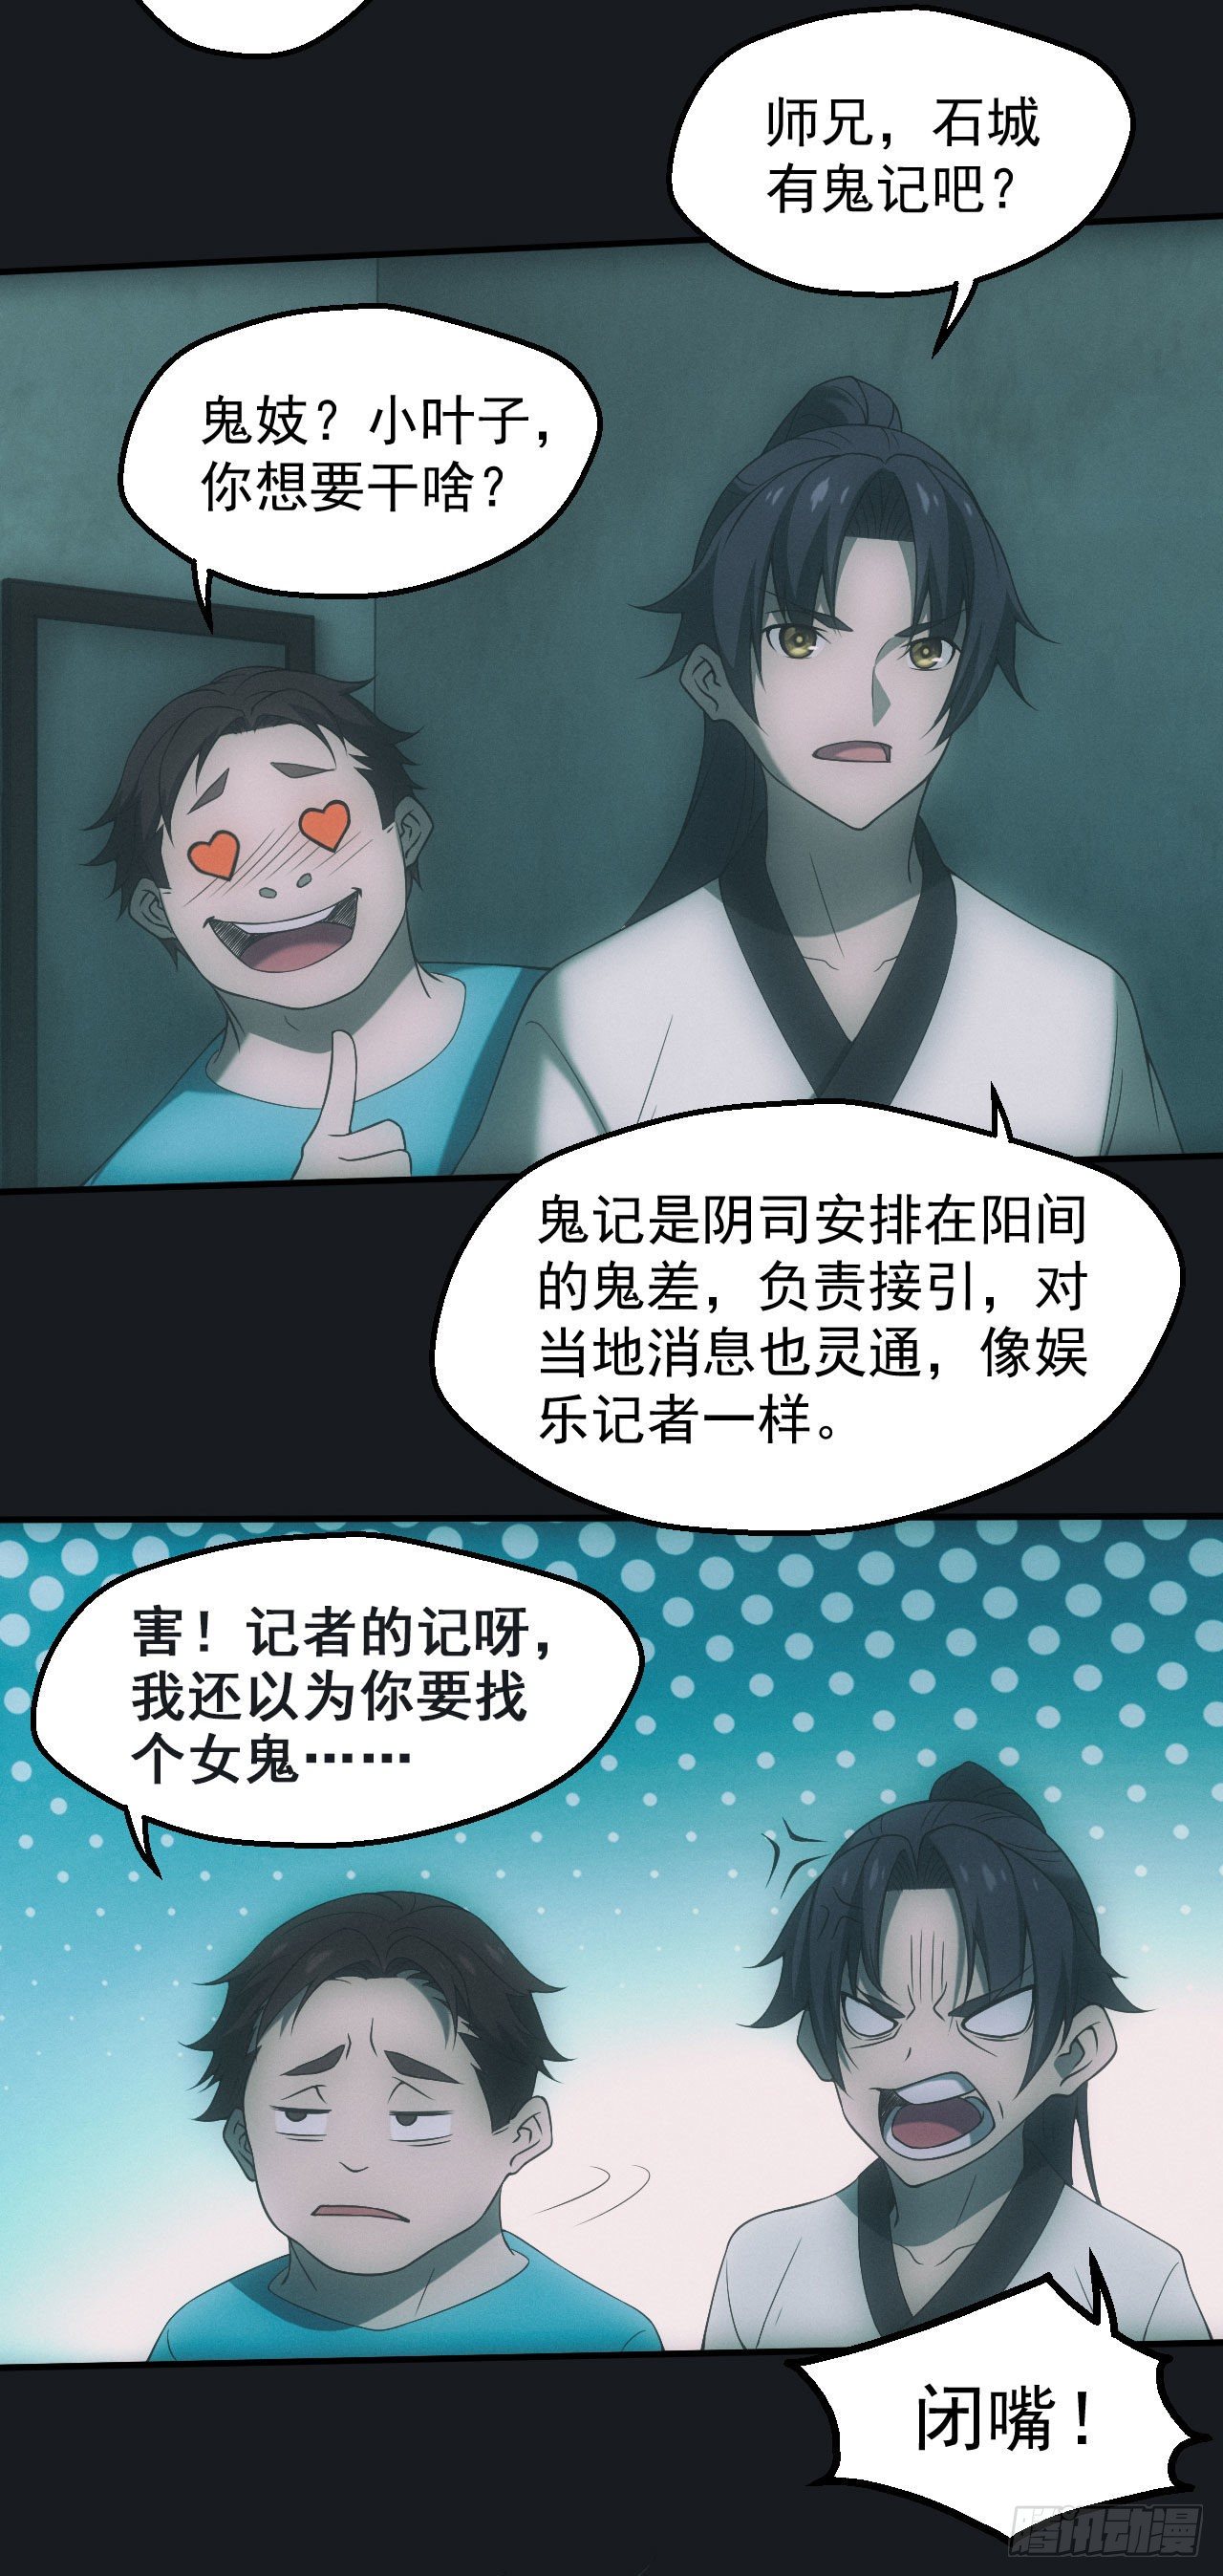 师兄，石城
有鬼记吧？
鬼妓？小叶子，
你想要干啥？
鬼记是阴司安排在阳间
的鬼差，负责接引，对
当地消息也灵通，像娱
乐记者一样。
害！记者的记呀，
我还以为你要找
个女鬼……
闭嘴！
腾讯动漫